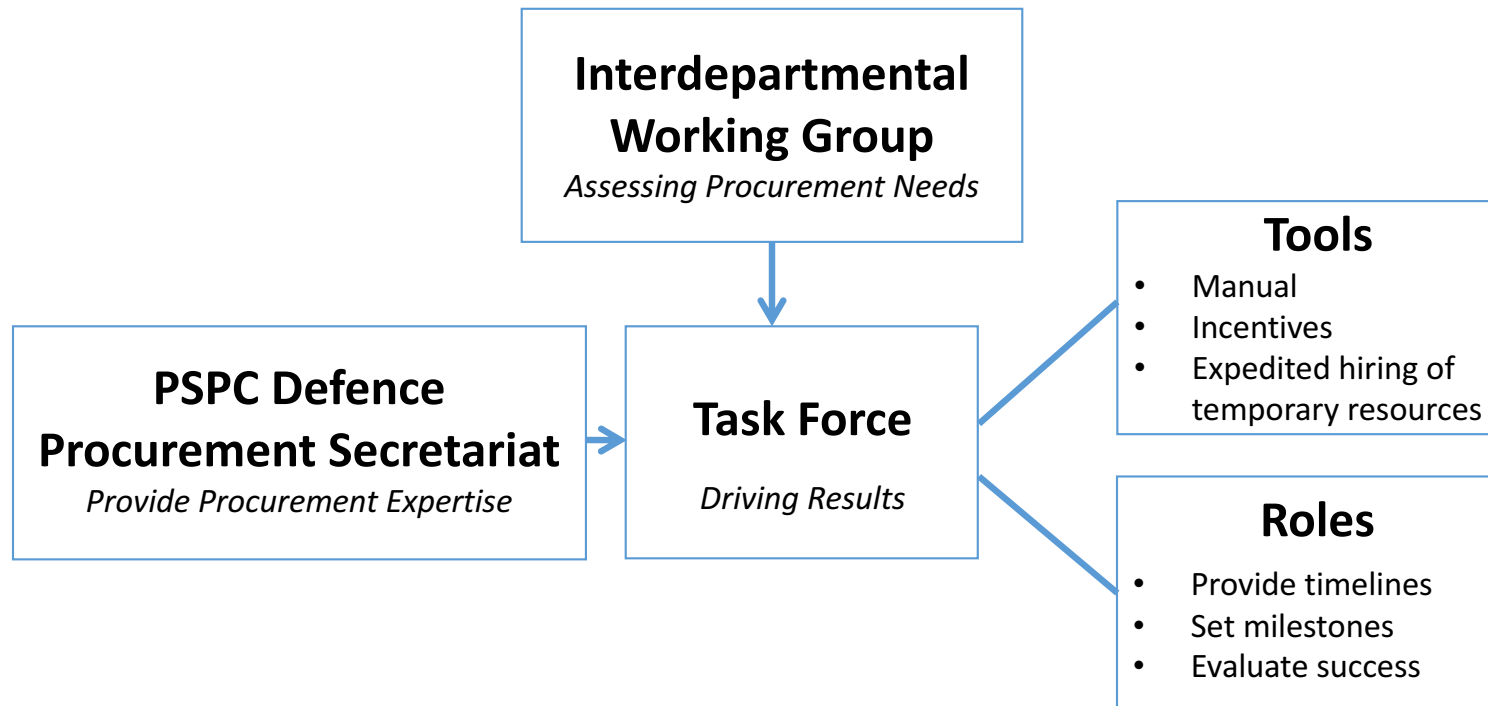 Interdepartmental
Working Group
Assessing Procurement Needs
PSPC Defence
Procurement Secretariat
Provide Procurement Expertise
Task Force
Driving Results
Tools
• Manual
• Incentives
• Expedited hiring of
temporary resources
Roles
• Provide timelines
• Set milestones
• Evaluate success